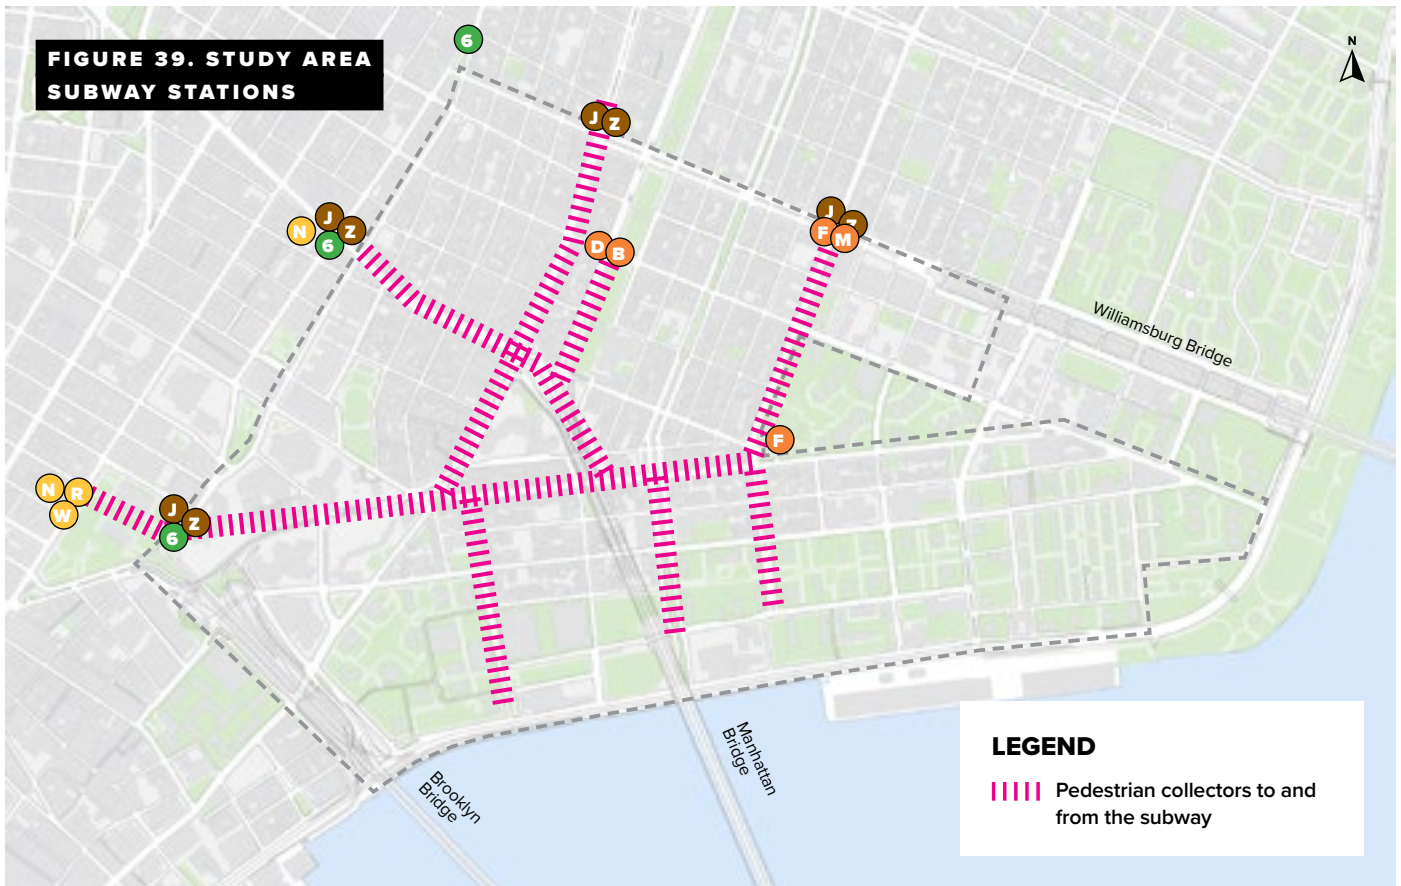 FIGURE 39. STUDY AREA
SUBWAY STATIONS
6
N
J
Z
J
Z
N
6
D
B
J
Z
F
M
Williamsburg Bridge
F
N
R
W
J
Z
6
Manhattan
Bridge
Brooklyn
Bridge
LEGEND
Pedestrian collectors to and
from the subway